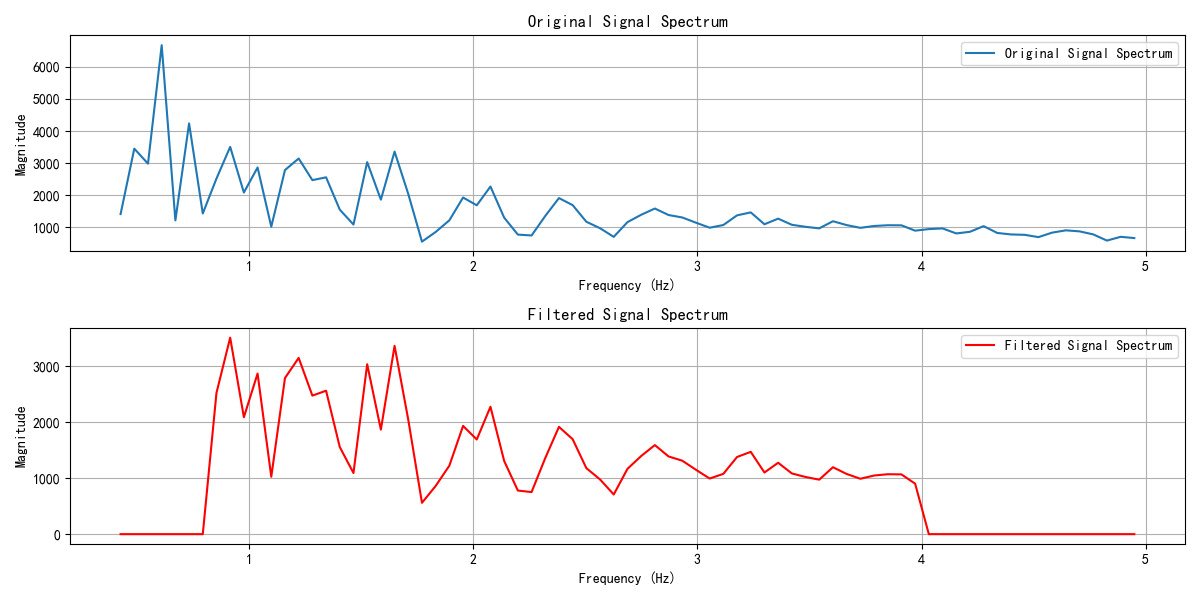 Original Signal Spectrum
Original Signal Spectrum
6000
5000
4000
3000
2000
1000
Magnitude
1 2 3 4 5
Frequency (Hz)
Filtered Signal Spectrum
Filtered Signal Spectrum
3000
2000
1000
0
Magnitude
1 2 3 4 5
Frequency (Hz)